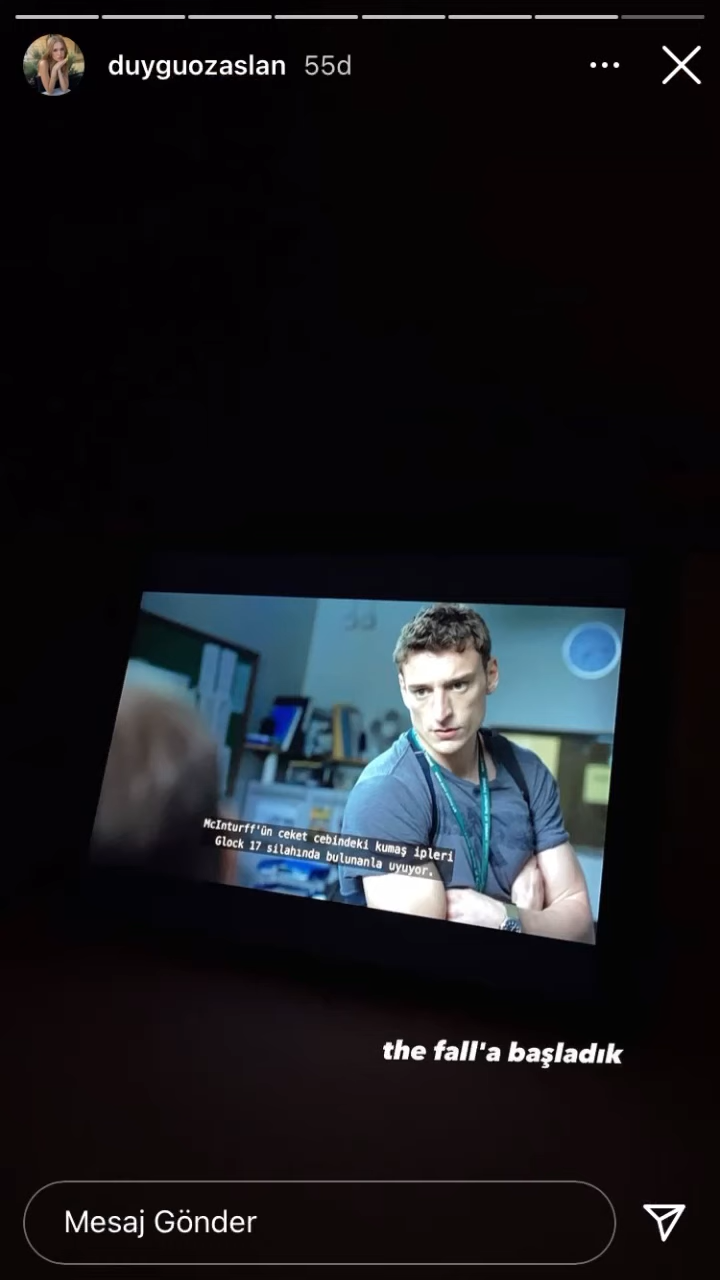 duyguozaslan 55d
McInturff'ün ceket cebindeki kumaş ipleri
Glock 17 silahında bulunanla uyuyor.
the fall'a başladık
Mesaj Gönder